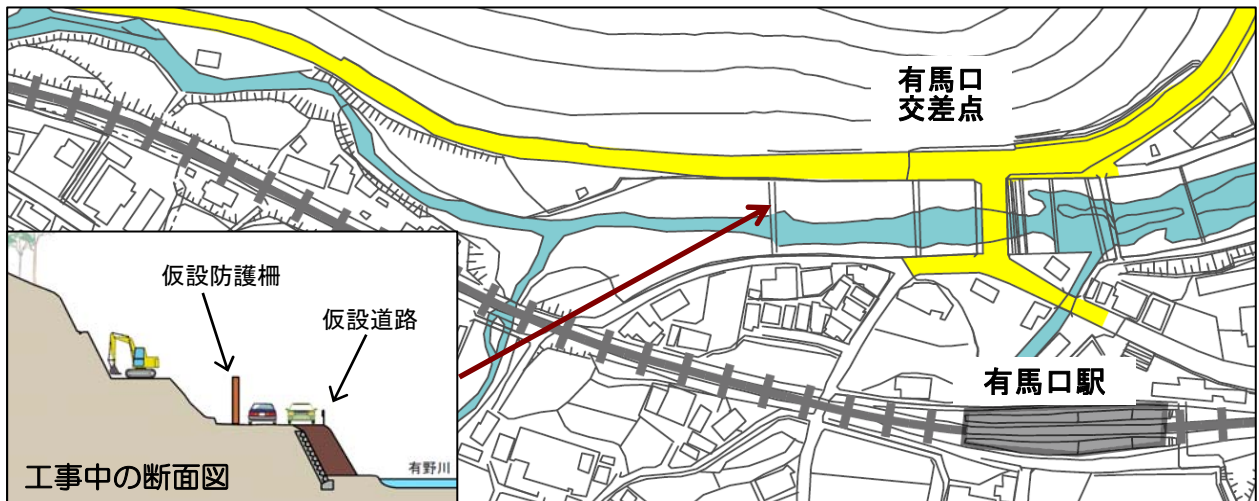 有馬口
交差点
有馬口駅
仮設防護柵
仮設道路
有野川
工事中の断面図